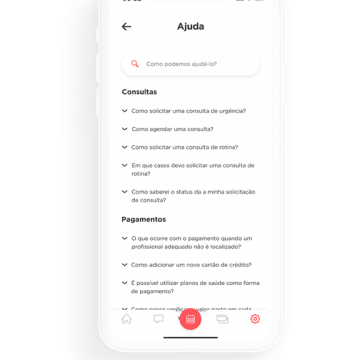 Ajuda
Como podemos ajudá-lo?
Consultas
Como solicitar uma consulta de urgência?
Como agendar uma consulta?
Como solicitar uma consulta de rotina?
Em que casos devo solicitar uma consulta de
rotina?
Como saberei o status da a minha solicitação
de consulta?
Pagamentos
O que ocorre com o pagamento quando um
profissional adequado não é localizado?
Como adicionar um novo cartão de crédito?
É possível utilizar planos de saúde como forma
de pagamento?
Como posso
valor